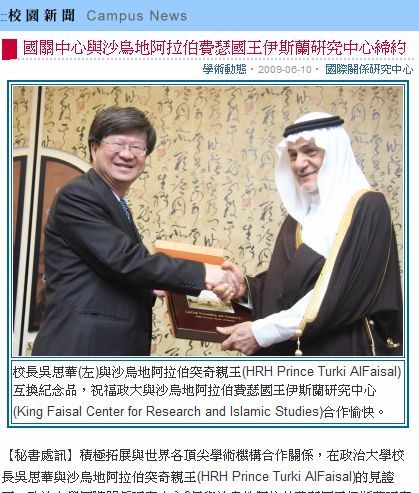 校園新聞 Campus News
國關中心與沙烏地阿拉伯費瑟國王伊斯蘭研究中心締約
學術動態‧2009-06-10‧國際關係研究中心
校長吳思華(左)與沙烏地阿拉伯突奇親王(HRH Prince Turki AlFaisal)
互換紀念品，祝福政大與沙烏地阿拉伯費瑟國王伊斯蘭研究中心
(King Faisal Center for Research and Islamic Studies)合作愉快。
【秘書處訊】積極拓展與世界各頂尖學術機構合作關係，在政治大學校
長吳思華與沙烏地阿拉伯突奇親王(HRH Prince Turki AlFaisal)的見證